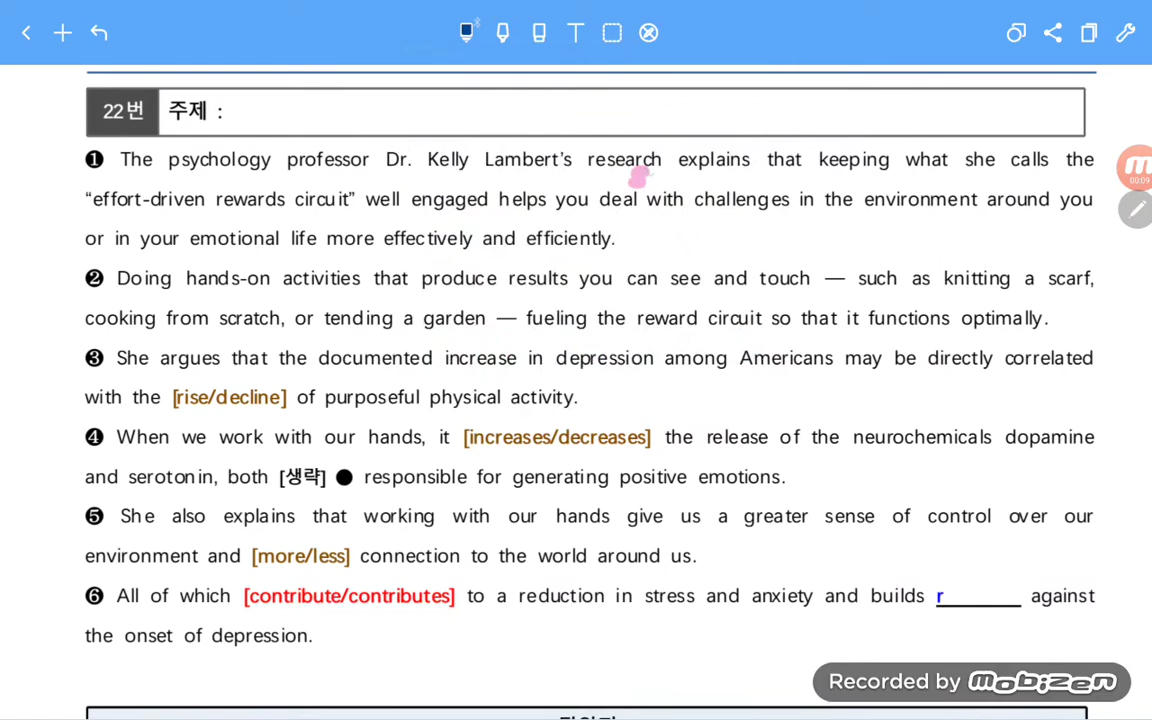 22번 주제 :
❶ The psychology professor Dr. Kelly Lambert's research explains that keeping what she calls the
"effort-driven rewards circuit" well engaged helps you deal with challenges in the environment around you
or in your emotional life more effectively and efficiently.
❷ Doing hands-on activities that produce results you can see and touch — such as knitting a scarf,
cooking from scratch, or tending a garden — fueling the reward circuit so that it functions optimally.
❸ She argues that the documented increase in depression among Americans may be directly correlated
with the [rise/decline] of purposeful physical activity.
❹ When we work with our hands, it [increases/decreases] the release of the neurochemicals dopamine
and serotonin, both [생략] ● responsible for generating positive emotions.
❺ She also explains that working with our hands give us a greater sense of control over our
environment and [more/less] connection to the world around us.
❻ All of which [contribute/contributes] to a reduction in stress and anxiety and builds r_______ against
the onset of depression.
00:09
Recorded by mobizen